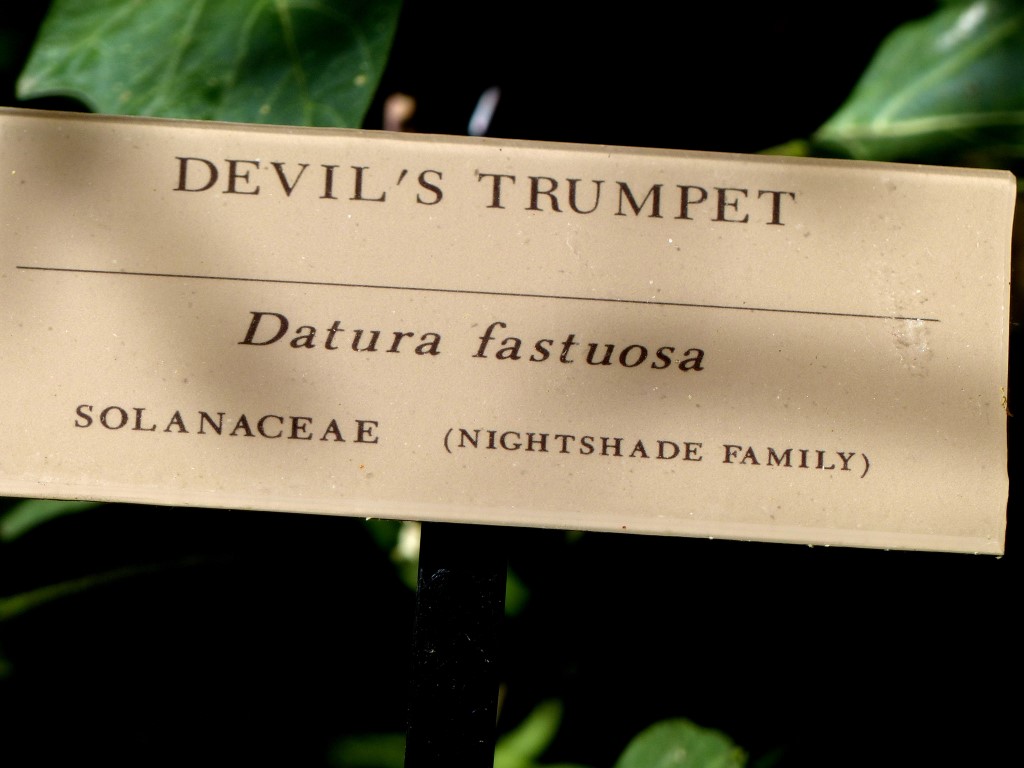 DEVIL'S TRUMPET
Datura fastuosa
SOLANACEAE (NIGHTSHADE FAMILY)